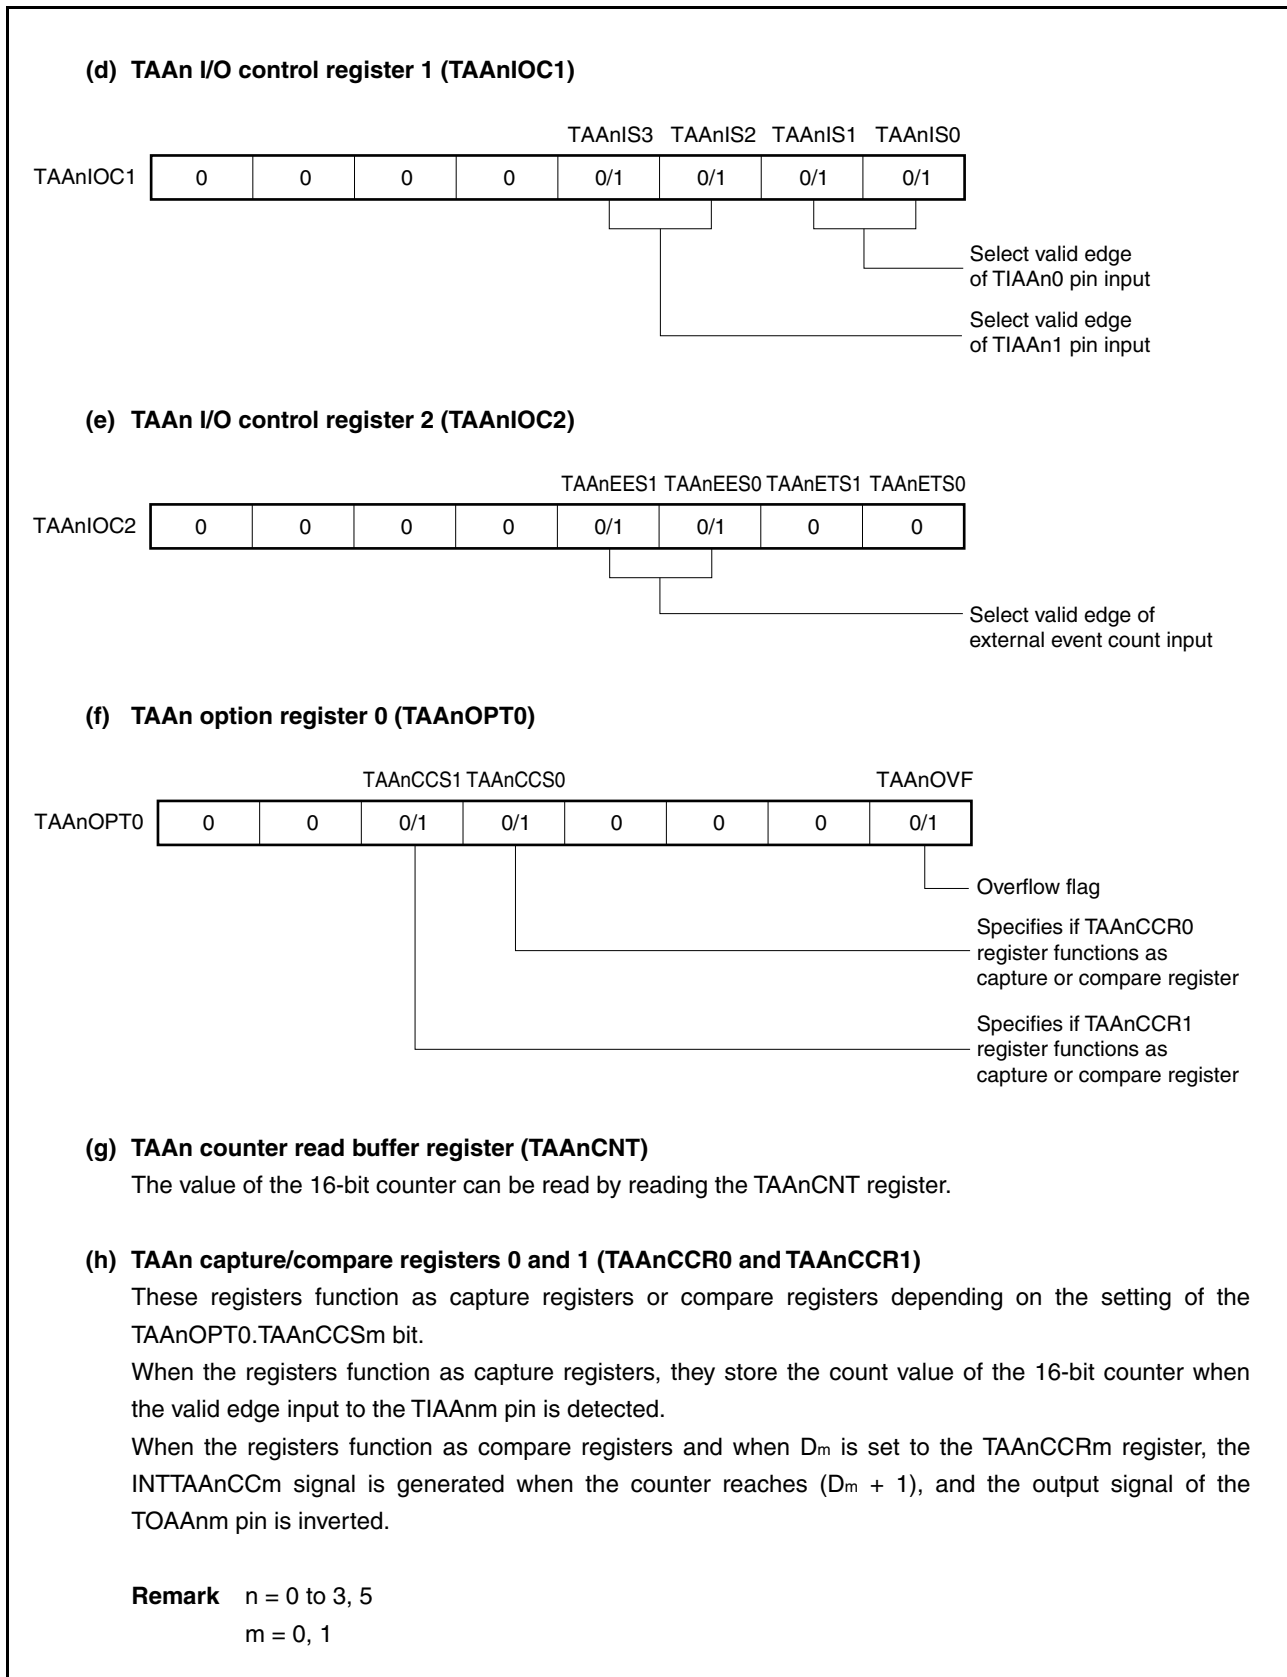 (d) TAAn I/O control register 1 (TAAnIOC1)
TAAnIS3 TAAnIS2 TAAnIS1 TAAnIS0
TAAnIOC1 0 0 0 0 0/1 0/1 0/1 0/1
Select valid edge
of TIAAn0 pin input
Select valid edge
of TIAAn1 pin input
(e) TAAn I/O control register 2 (TAAnIOC2)
TAAnEES1 TAAnEES0 TAAnETS1 TAAnETS0
TAAnIOC2 0 0 0 0 0/1 0/1 0 0
Select valid edge of
external event count input
(f) TAAn option register 0 (TAAnOPT0)
TAAnCCS1 TAAnCCS0 TAAnOVF
TAAnOPT0 0 0 0/1 0/1 0 0 0 0/1
Overflow flag
Specifies if TAAnCCR0
register functions as
capture or compare register
Specifies if TAAnCCR1
register functions as
capture or compare register
(g) TAAn counter read buffer register (TAAnCNT)
The value of the 16-bit counter can be read by reading the TAAnCNT register.
(h) TAAn capture/compare registers 0 and 1 (TAAnCCR0 and TAAnCCR1)
These registers function as capture registers or compare registers depending on the setting of the
TAAnOPT0.TAAnCCSm bit.
When the registers function as capture registers, they store the count value of the 16-bit counter when
the valid edge input to the TIAAnm pin is detected.
When the registers function as compare registers and when Dm is set to the TAAnCCRm register, the
INTTAAnCCm signal is generated when the counter reaches (Dm + 1), and the output signal of the
TOAAnm pin is inverted.
Remark n = 0 to 3, 5
m = 0, 1